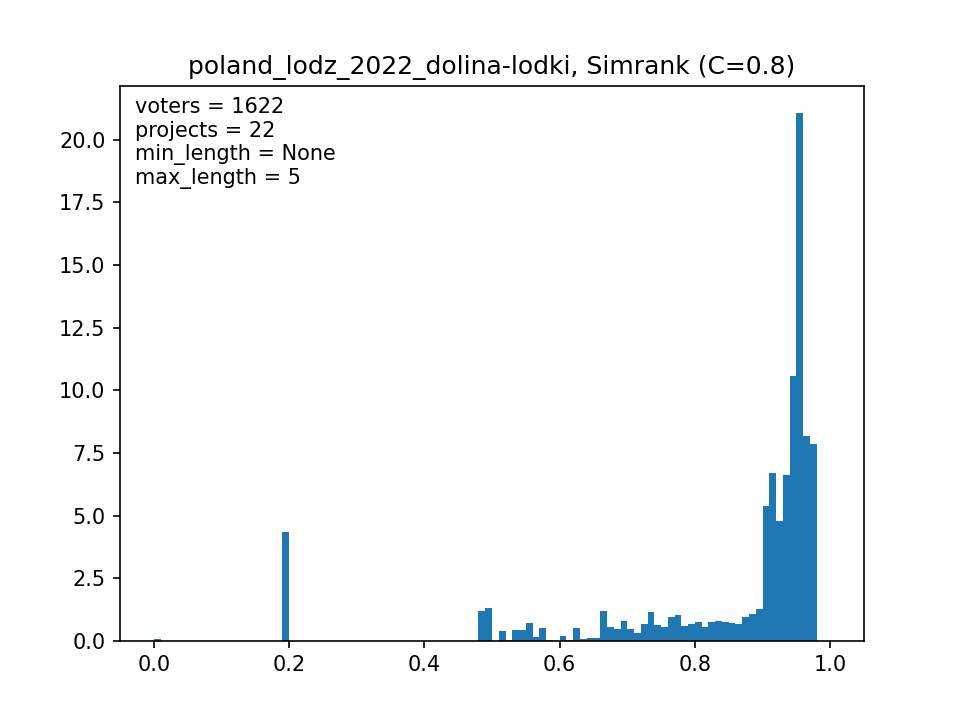 poland_lodz_2022_dolina-lodki, Simrank (C=0.8)
voters = 1622
projects = 22
min_length = None
max_length = 5
20.0
17.5
15.0
12.5
10.0
7.5
5.0
2.5
0.0
0.0 0.2 0.4 0.6 0.8 1.0